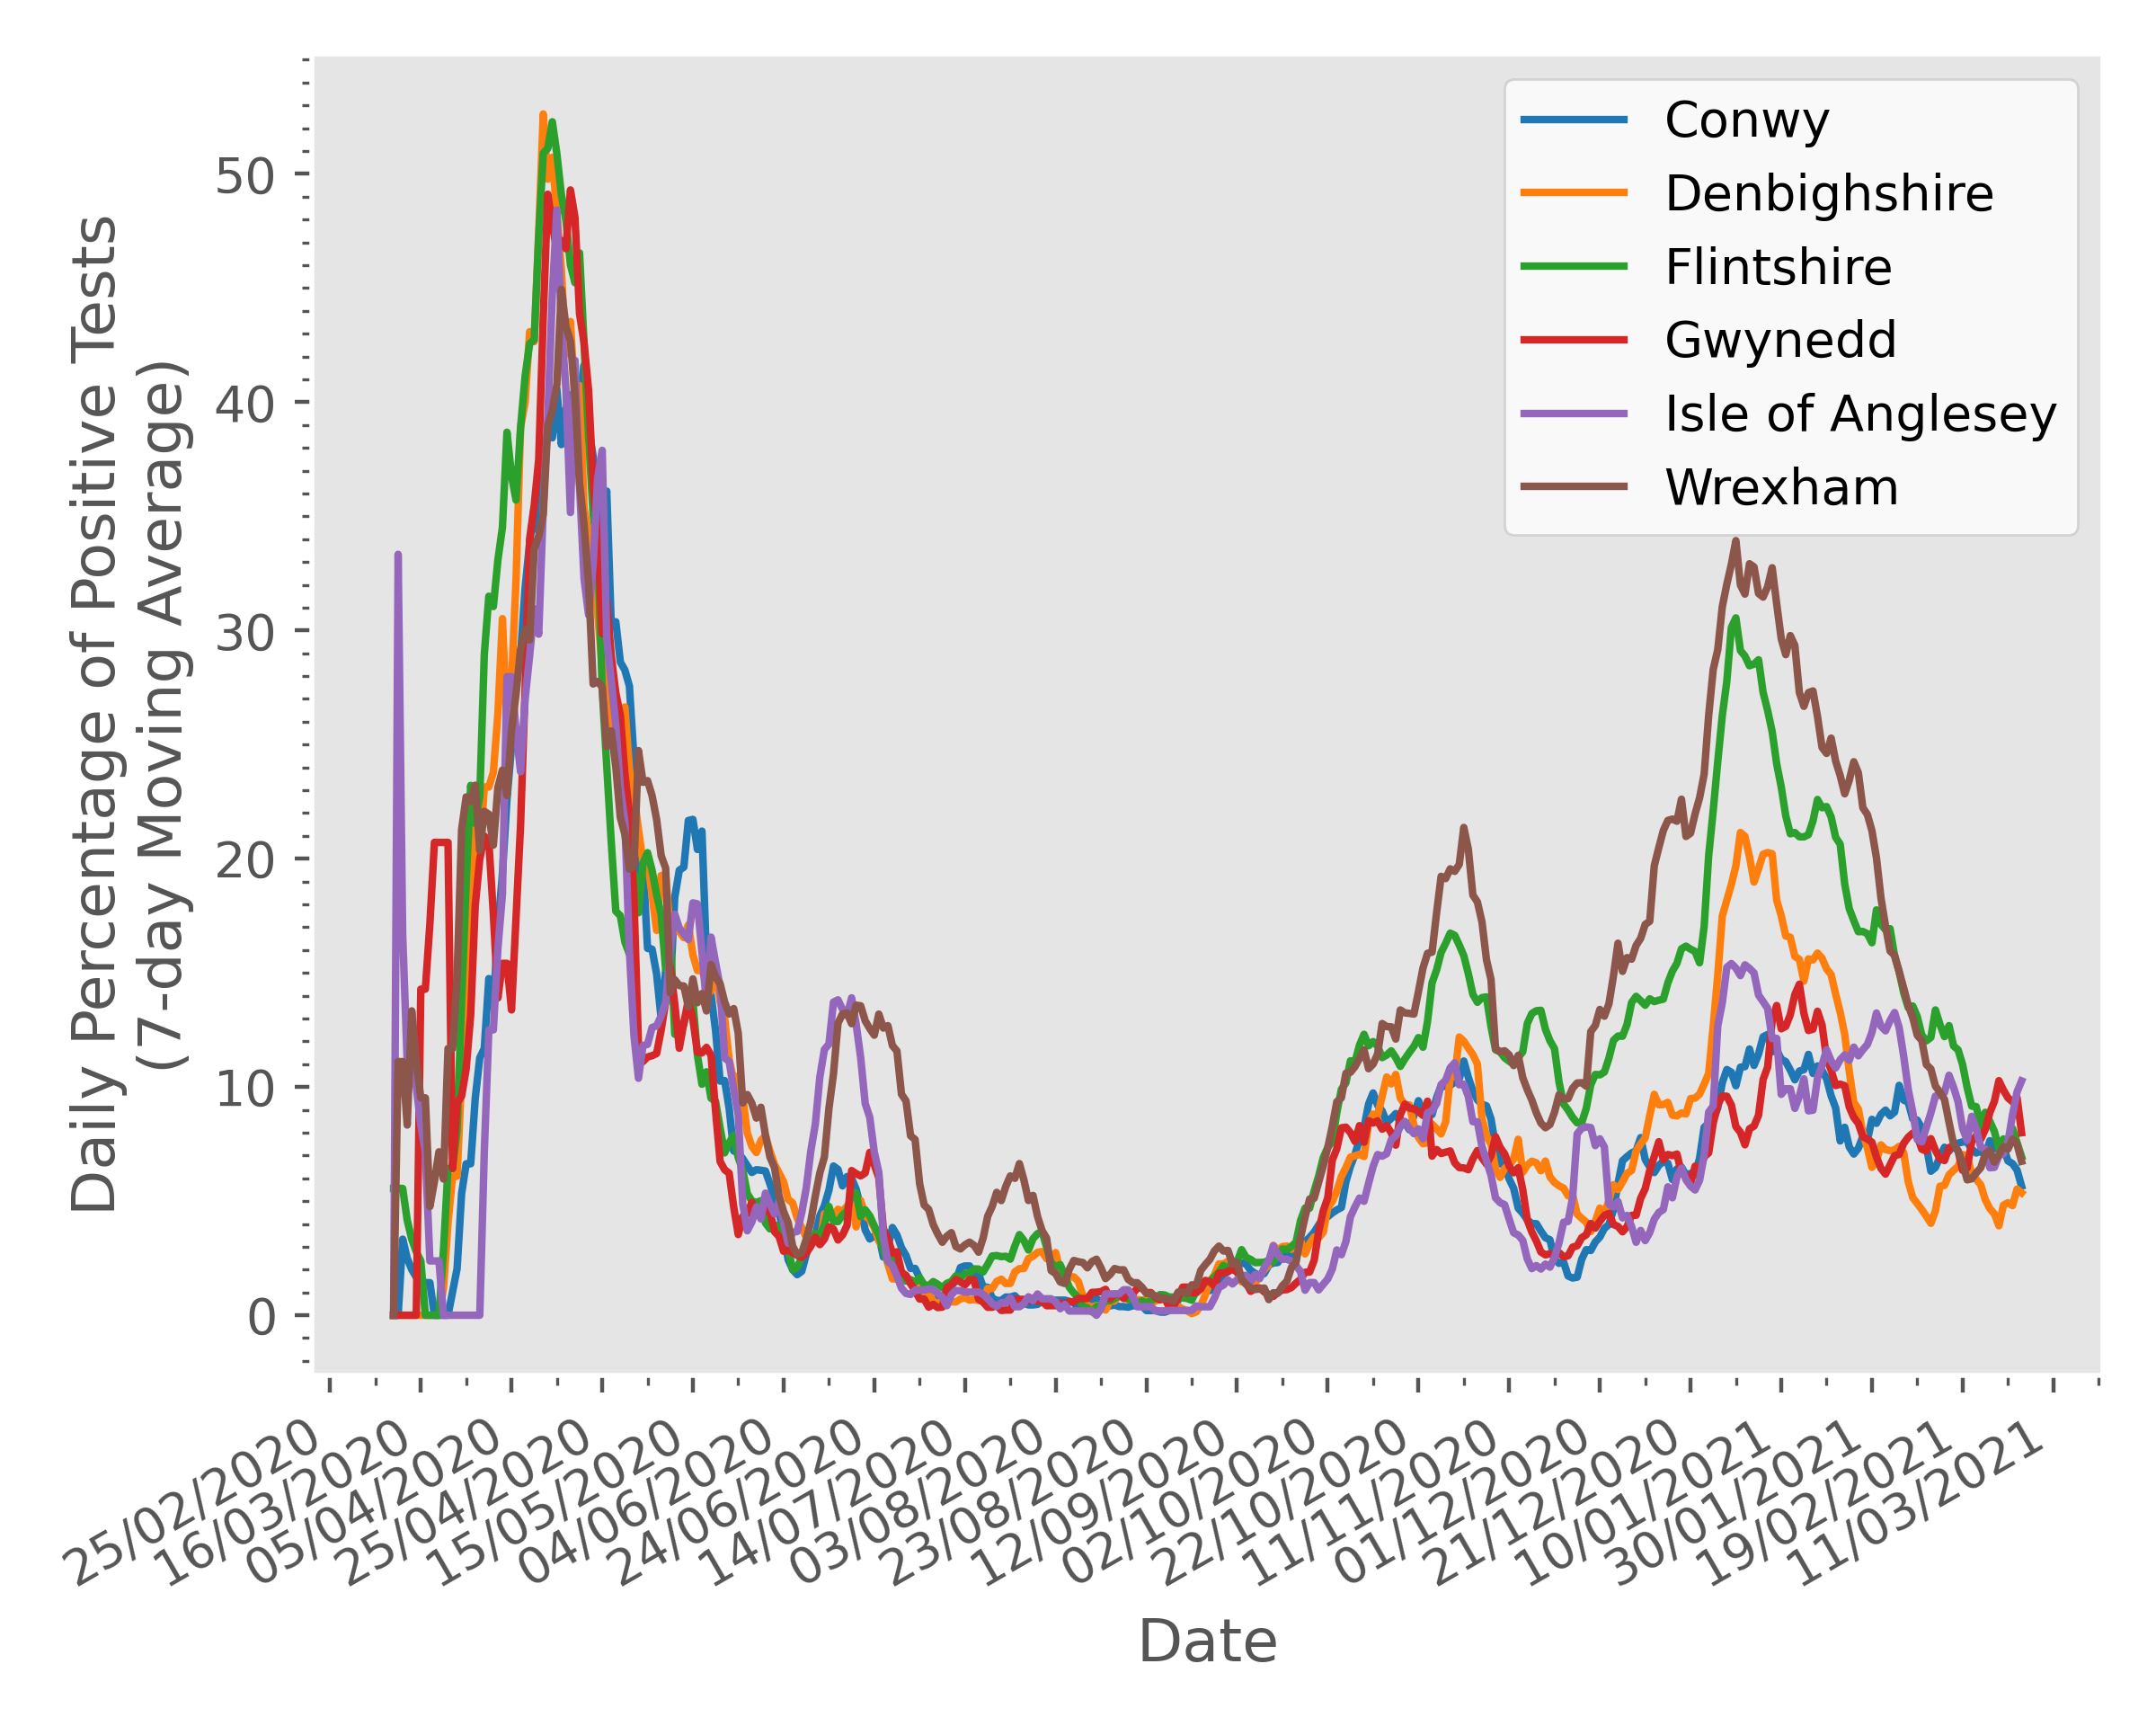 Daily Percentage of Positive Tests
(7-day Moving Average)
50
40
30
20
10
0
Conwy
Denbighshire
Flintshire
Gwynedd
Isle of Anglesey
Wrexham
25/02/2020
16/03/2020
05/04/2020
25/04/2020
15/05/2020
04/06/2020
24/06/2020
14/07/2020
03/08/2020
23/08/2020
12/09/2020
02/10/2020
22/10/2020
11/11/2020
01/12/2020
21/12/2020
10/01/2021
30/01/2021
19/02/2021
11/03/2021
Date